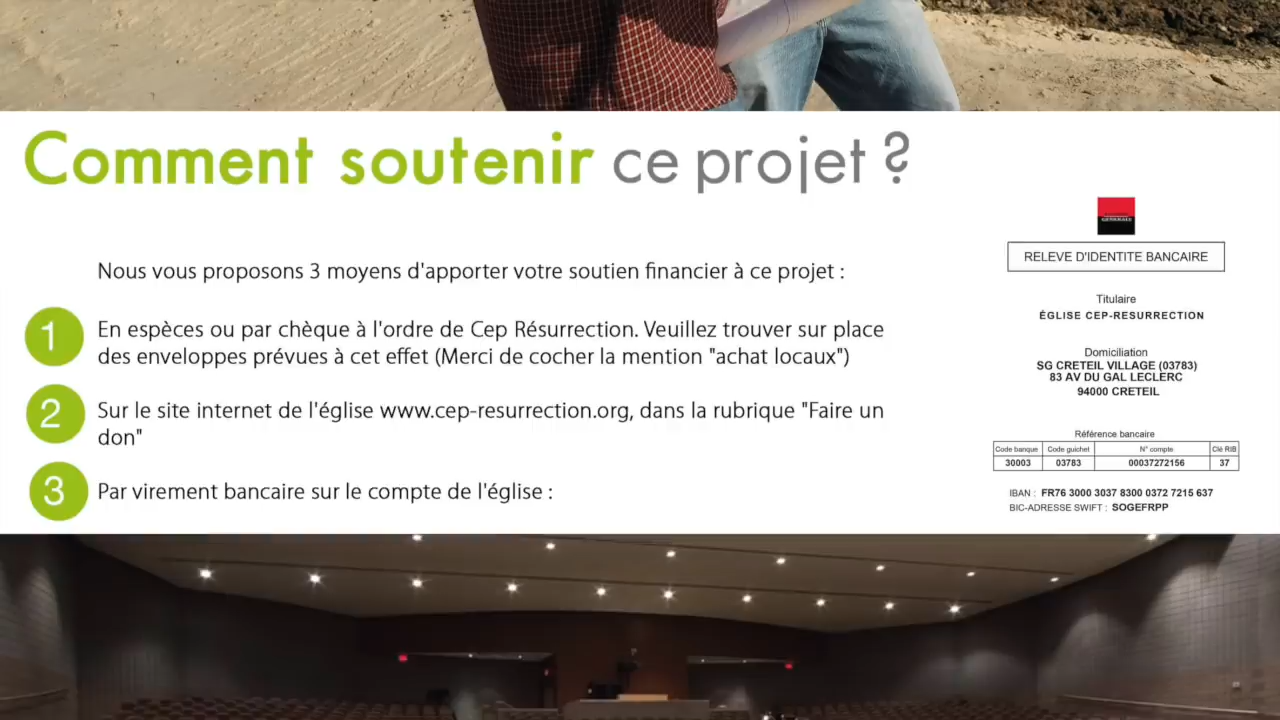 Comment soutenir ce projet ?
Nous vous proposons 3 moyens d'apporter votre soutien financier à ce projet :
1
En espèces ou par chèque à l'ordre de Cep Résurrection. Veuillez trouver sur place
des enveloppes prévues à cet effet (Merci de cocher la mention "achat locaux")
2
Sur le site internet de l'église www.cep-resurrection.org, dans la rubrique "Faire un
don"
3
Par virement bancaire sur le compte de l'église :
RELEVE D'IDENTITE BANCAIRE
Titulaire
ÉGLISE CEP-RESURRECTION
Domiciliation
SG CRETEIL VILLAGE (03783)
83 AV DU GAL LECLERC
94000 CRETEIL
Référence bancaire
Code banque Code guichet N° compte Clé RIB
30003 03783 00037272156 37
IBAN : FR76 3000 3037 8300 0372 7215 637
BIC-ADRESSE SWIFT : SOGEFRPP